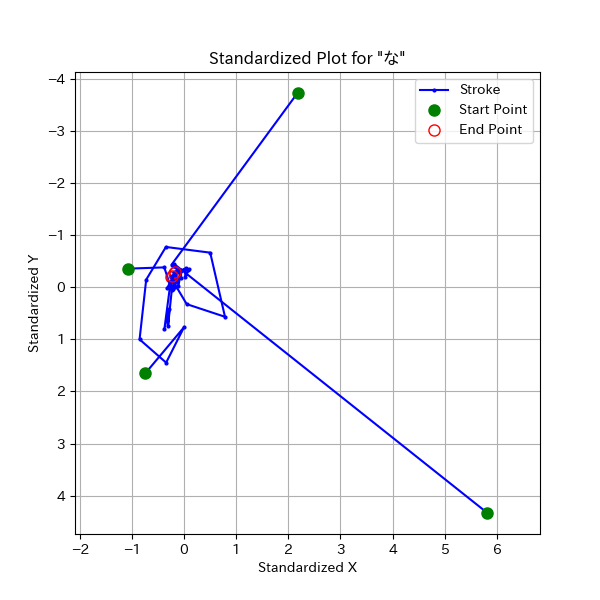 Standardized Plot for "な"
Stroke
Start Point
End Point
Standardized Y
−4
−3
−2
−1
0
1
2
3
4
−2 −1 0 1 2 3 4 5 6
Standardized X